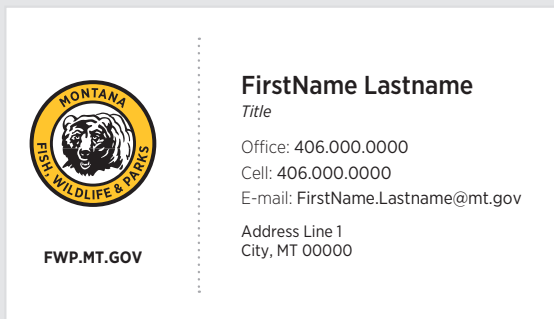 MONTANA
FISH, WILDLIFE & PARKS
FWP.MT.GOV
FirstName Lastname
Title
Office: 406.000.0000
Cell: 406.000.0000
E-mail: FirstName.Lastname@mt.gov
Address Line 1
City, MT 00000